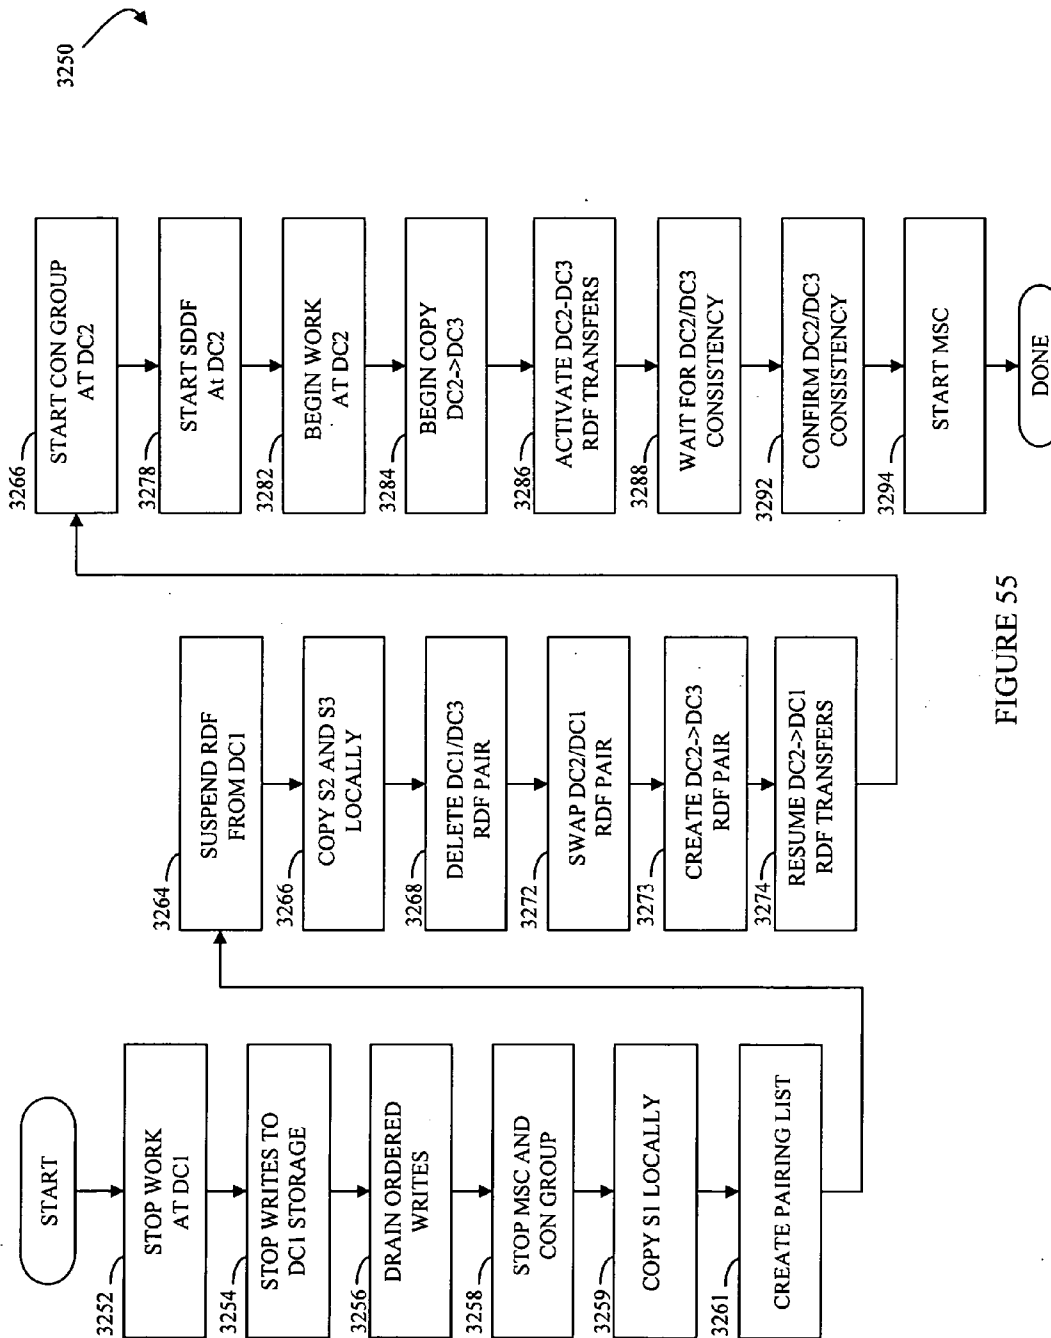 3250
START
3252
STOP WORK
AT DC1
3254
STOP WRITES TO
DC1 STORAGE
3256
DRAIN ORDERED
WRITES
3258
STOP MSC AND
CON GROUP
3259
COPY S1 LOCALLY
3261
CREATE PAIRING LIST
3264
SUSPEND RDF
FROM DC1
3266
COPY S2 AND S3
LOCALLY
3268
DELETE DC1/DC3
RDF PAIR
3272
SWAP DC2/DC1
RDF PAIR
3273
CREATE DC2->DC3
RDF PAIR
3274
RESUME DC2->DC1
RDF TRANSFERS
3266
START CON GROUP
AT DC2
3278
START SDDF
At DC2
3282
BEGIN WORK
AT DC2
3284
BEGIN COPY
DC2->DC3
3286
ACTIVATE DC2-DC3
RDF TRANSFERS
3288
WAIT FOR DC2/DC3
CONSISTENCY
3292
CONFIRM DC2/DC3
CONSISTENCY
3294
START MSC
DONE
FIGURE 55